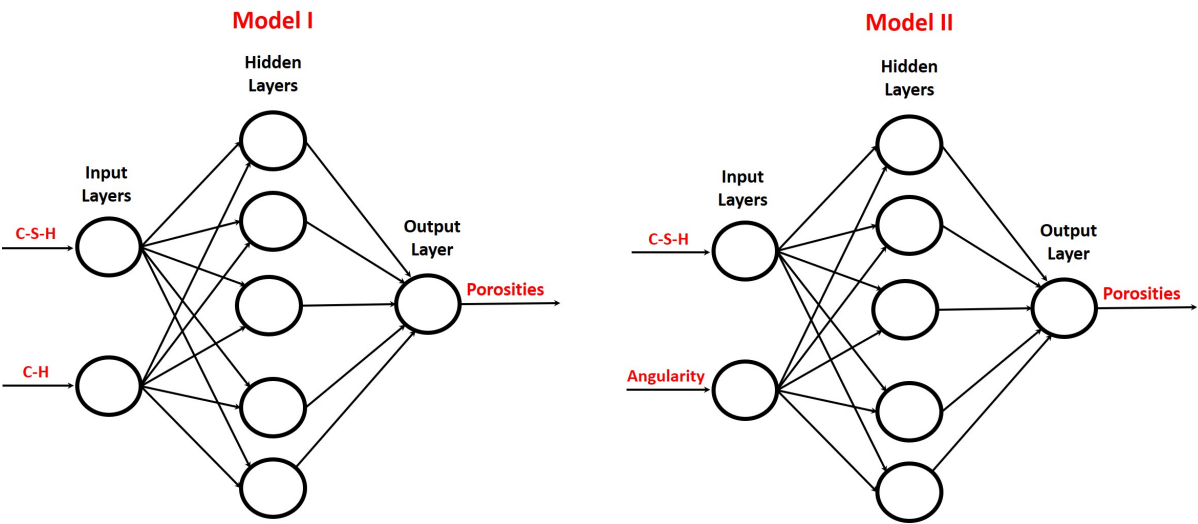 Model I
Hidden
Layers
Input
Layers
C-S-H
Output
Layer
Porosities
C-H
Model II
Hidden
Layers
Input
Layers
C-S-H
Output
Layer
Porosities
Angularity